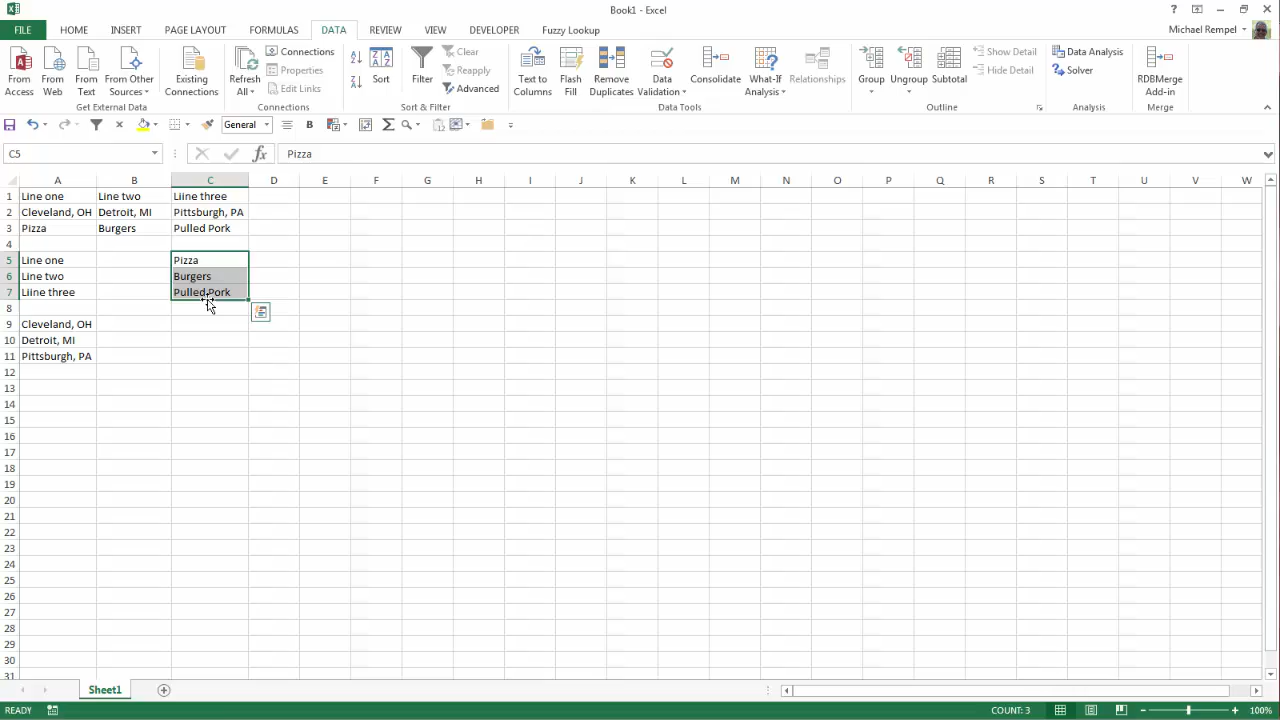 Book1 - Excel
FILE HOME INSERT PAGE LAYOUT FORMULAS DATA REVIEW VIEW DEVELOPER Fuzzy Lookup Michael Rempel
From Access From Web From Text From Other Sources Existing Connections Refresh All Connections Properties Edit Links Sort Filter Clear Reapply Advanced Text to Columns Flash Fill Remove Duplicates Data Validation Consolidate What-If Analysis Relationships Group Ungroup Subtotal Show Detail Hide Detail Data Analysis Solver RDBMerge Add-in
Get External Data Connections Sort & Filter Data Tools Outline Analysis Merge
General
C5 fx Pizza
A B C D E F G H I J K L M N O P Q R S T U V W
1 Line one Line two Liine three
2 Cleveland, OH Detroit, MI Pittsburgh, PA
3 Pizza Burgers Pulled Pork
4
5 Line one Pizza
6 Line two Burgers
7 Liine three Pulled Pork
8
9 Cleveland, OH
10 Detroit, MI
11 Pittsburgh, PA
12
13
14
15
16
17
18
19
20
21
22
23
24
25
26
27
28
29
30
31
Sheet1
READY COUNT: 3 100%